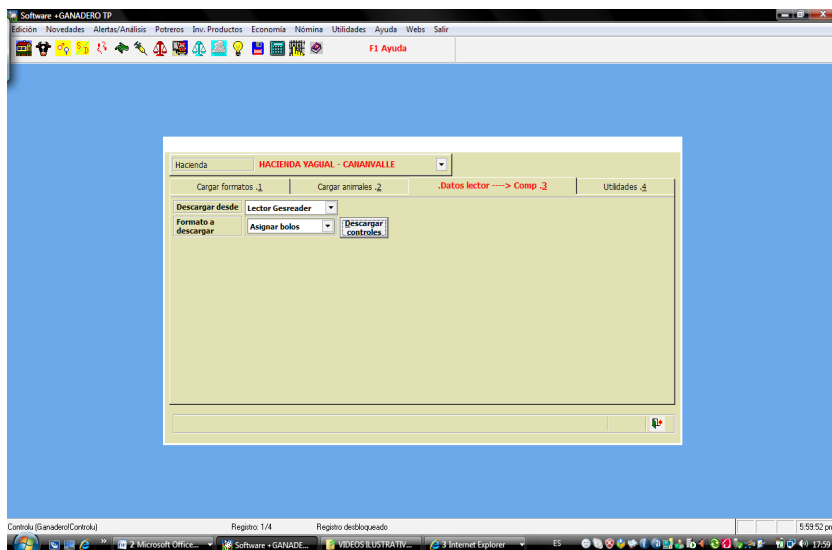 Software +GANADERO TP
Edición Novedades Alertas/Análisis Potreros Inv. Productos Economía Nómina Utilidades Ayuda Webs Salir
F1 Ayuda
Hacienda HACIENDA YAGUAL - CANANVALLE
Cargar formatos .1 Cargar animales .2 .Datos lector ----> Comp .3 Utilidades .4
Descargar desde Lector Gesreader
Formato a
descargar Asignar bolos Descargar
controles
Controlu (Ganadero!Controlu) Registro: 1/4 Registro desbloqueado 5:59:52 pm
2 Microsoft Office... Software +GANADE... VIDEOS ILUSTRATIV... 3 Internet Explorer ES 17:59